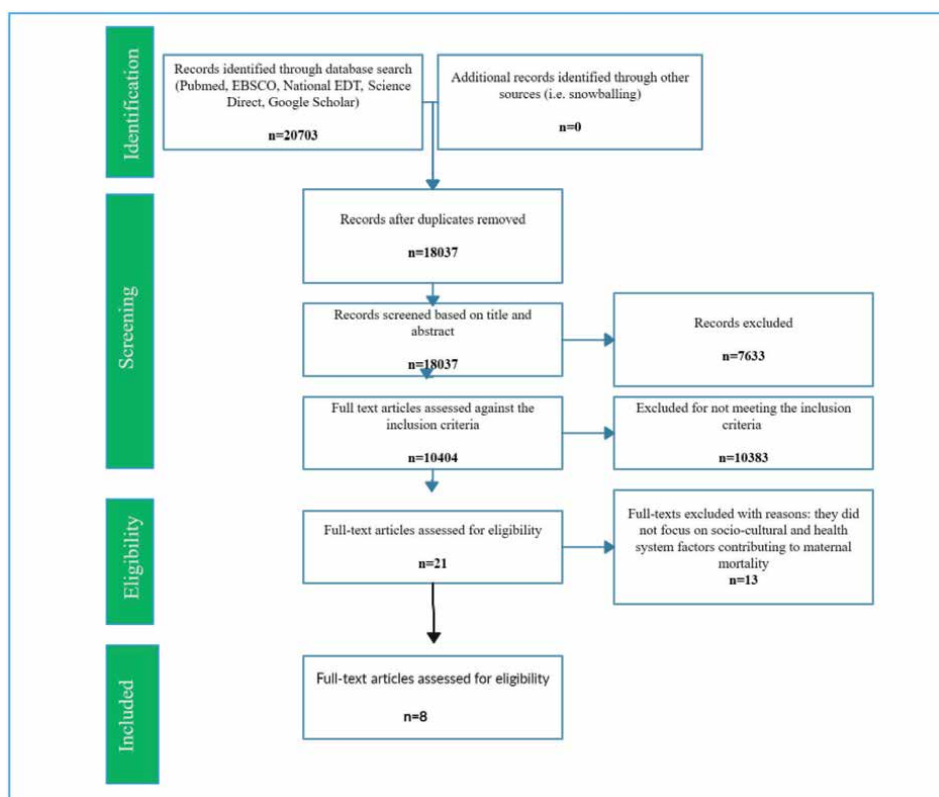 Identification
Records identified through database search
(Pubmed, EBSCO, National EDT, Science
Direct, Google Scholar)
n=20703
Additional records identified through other
sources (i.e. snowballing)
n=0
Screening
Records after duplicates removed
n=18037
Records screened based on title and
abstract
n=18037
Records excluded
n=7633
Full text articles assessed against the
inclusion criteria
n=10404
Excluded for not meeting the inclusion
criteria
n=10383
Eligibility
Full-text articles assessed for eligibility
n=21
Full-texts excluded with reasons: they did
not focus on socio-cultural and health
system factors contributing to maternal
mortality
n=13
Included
Full-text articles assessed for eligibility
n=8